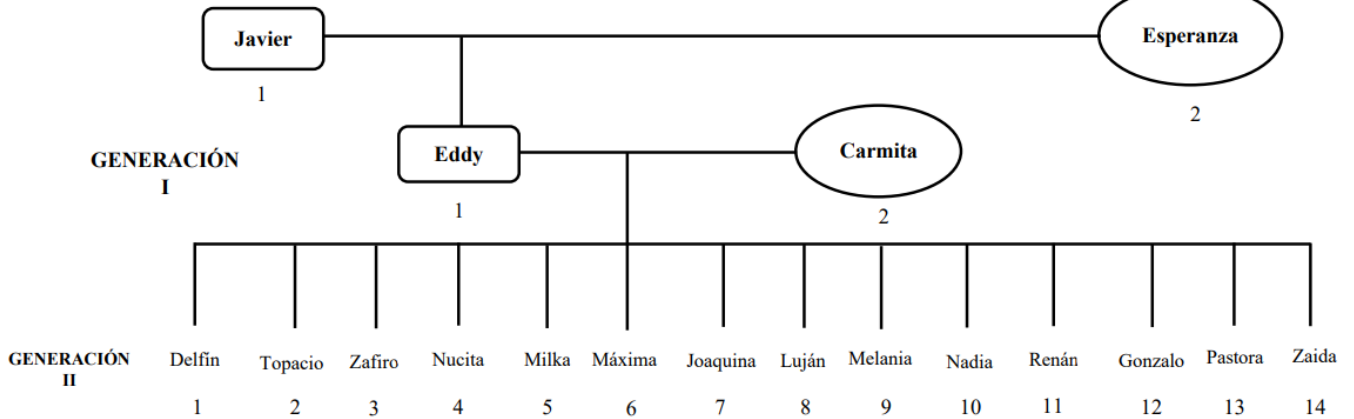 Javier
Esperanza
1
2
GENERACIÓN
I
Eddy
Carmita
1
2
GENERACIÓN
II
Delfín Topacio Zafiro Nucita Milka Máxima Joaquina Luján Melania Nadia Renán Gonzalo Pastora Zaida
1 2 3 4 5 6 7 8 9 10 11 12 13 14